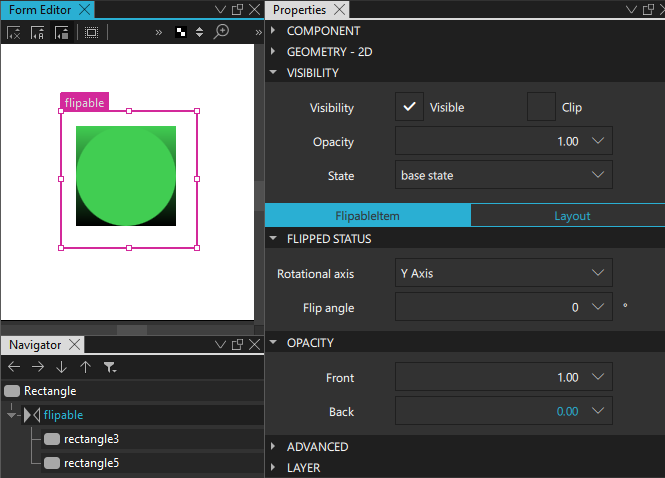 Form Editor
flipable
Navigator
Rectangle
flipable
rectangle3
rectangle5
Properties
COMPONENT
GEOMETRY - 2D
VISIBILITY
Visibility Visible Clip
Opacity 1.00
State base state
FlipableItem Layout
FLIPPED STATUS
Rotational axis Y Axis
Flip angle 0 °
OPACITY
Front 1.00
Back 0.00
ADVANCED
LAYER